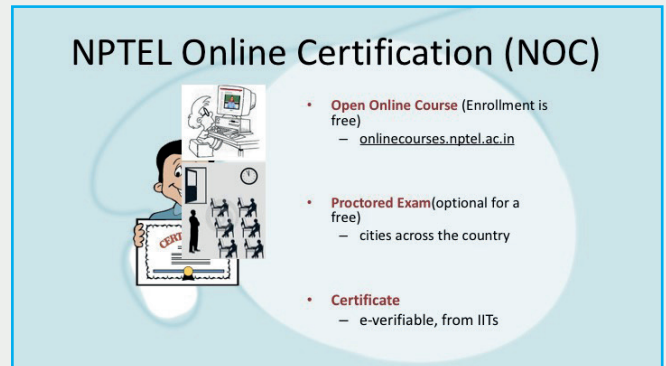 NPTEL Online Certification (NOC)
• Open Online Course (Enrollment is
free)
– onlinecourses.nptel.ac.in
• Proctored Exam(optional for a
free)
– cities across the country
• Certificate
– e-verifiable, from IITs
CERT